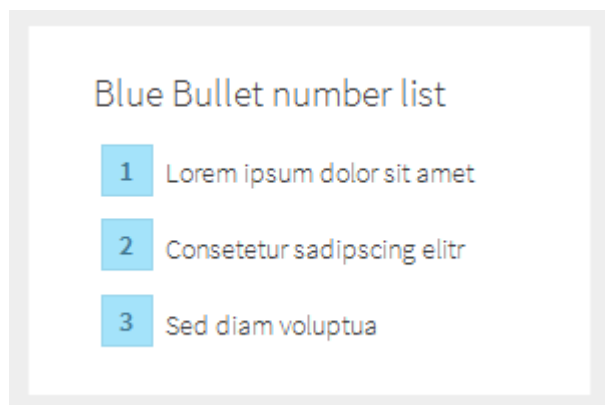 Blue Bullet number list
1 Lorem ipsum dolor sit amet
2 Consetetur sadipscing elitr
3 Sed diam voluptua